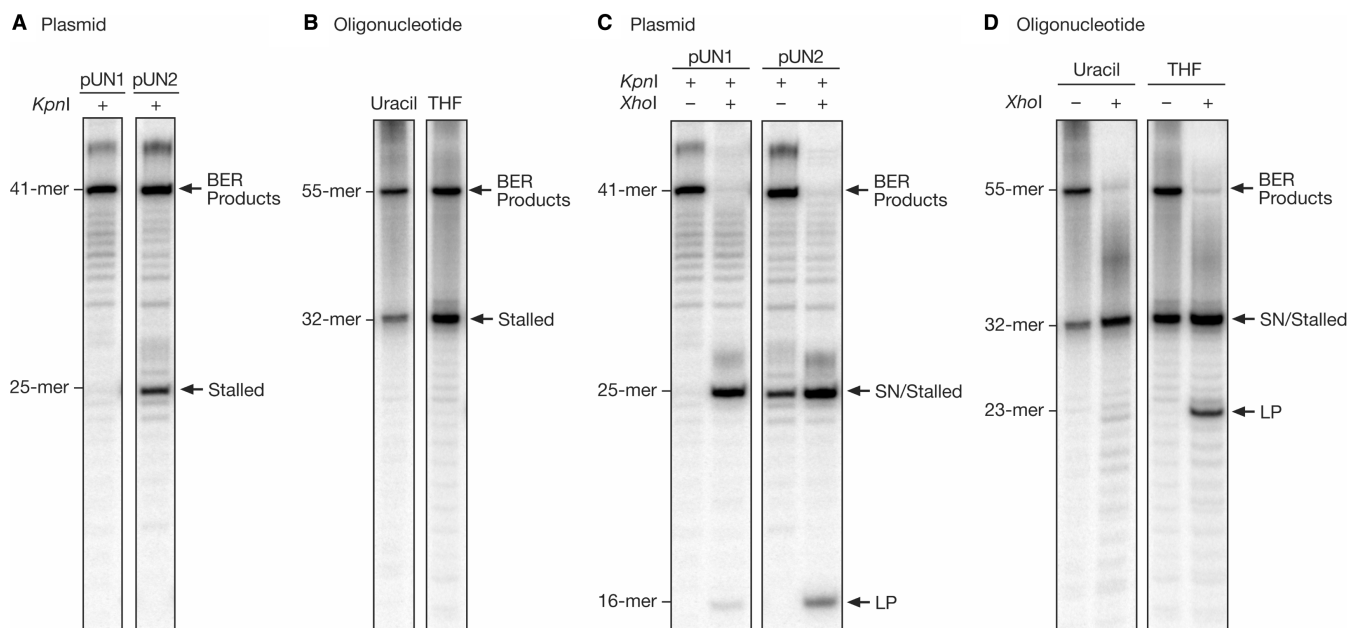 A Plasmid
pUN1 pUN2
KpnI + +
41-mer
BER
Products
25-mer
Stalled
B Oligonucleotide
Uracil THF
55-mer
BER
Products
32-mer
Stalled
C Plasmid
pUN1 pUN2
KpnI + + + +
XhoI – + – +
41-mer
BER
Products
25-mer
SN/Stalled
16-mer
LP
D Oligonucleotide
Uracil THF
XhoI – + – +
55-mer
BER
Products
32-mer
SN/Stalled
23-mer
LP